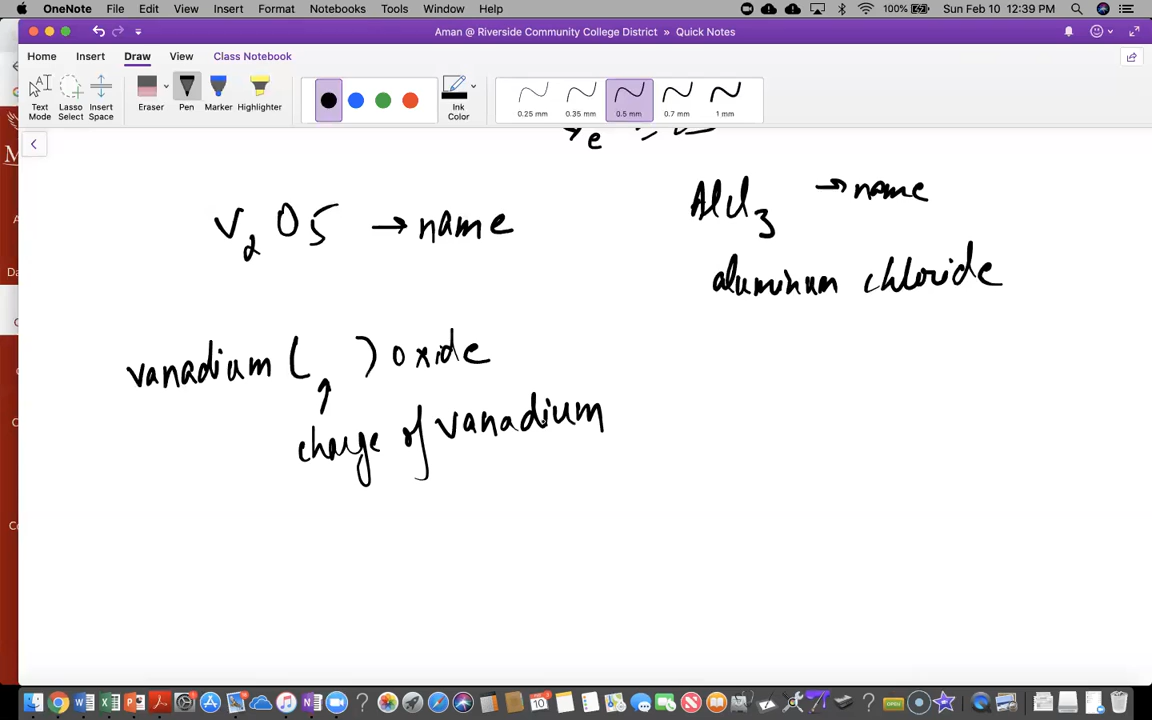 OneNote File Edit View Insert Format Notebooks Tools Window Help 100% Sun Feb 10 12:39 PM
Aman @ Riverside Community College District » Quick Notes
Home Insert Draw View Class Notebook
Text Mode Lasso Select Insert Space Eraser Pen Marker Highlighter Ink Color 0.25 mm 0.35 mm 0.5 mm 0.7 mm 1 mm
e
V2O5 → name
AlCl3 → name
aluminum chloride
vanadium ( ) oxide
↑
charge of vanadium